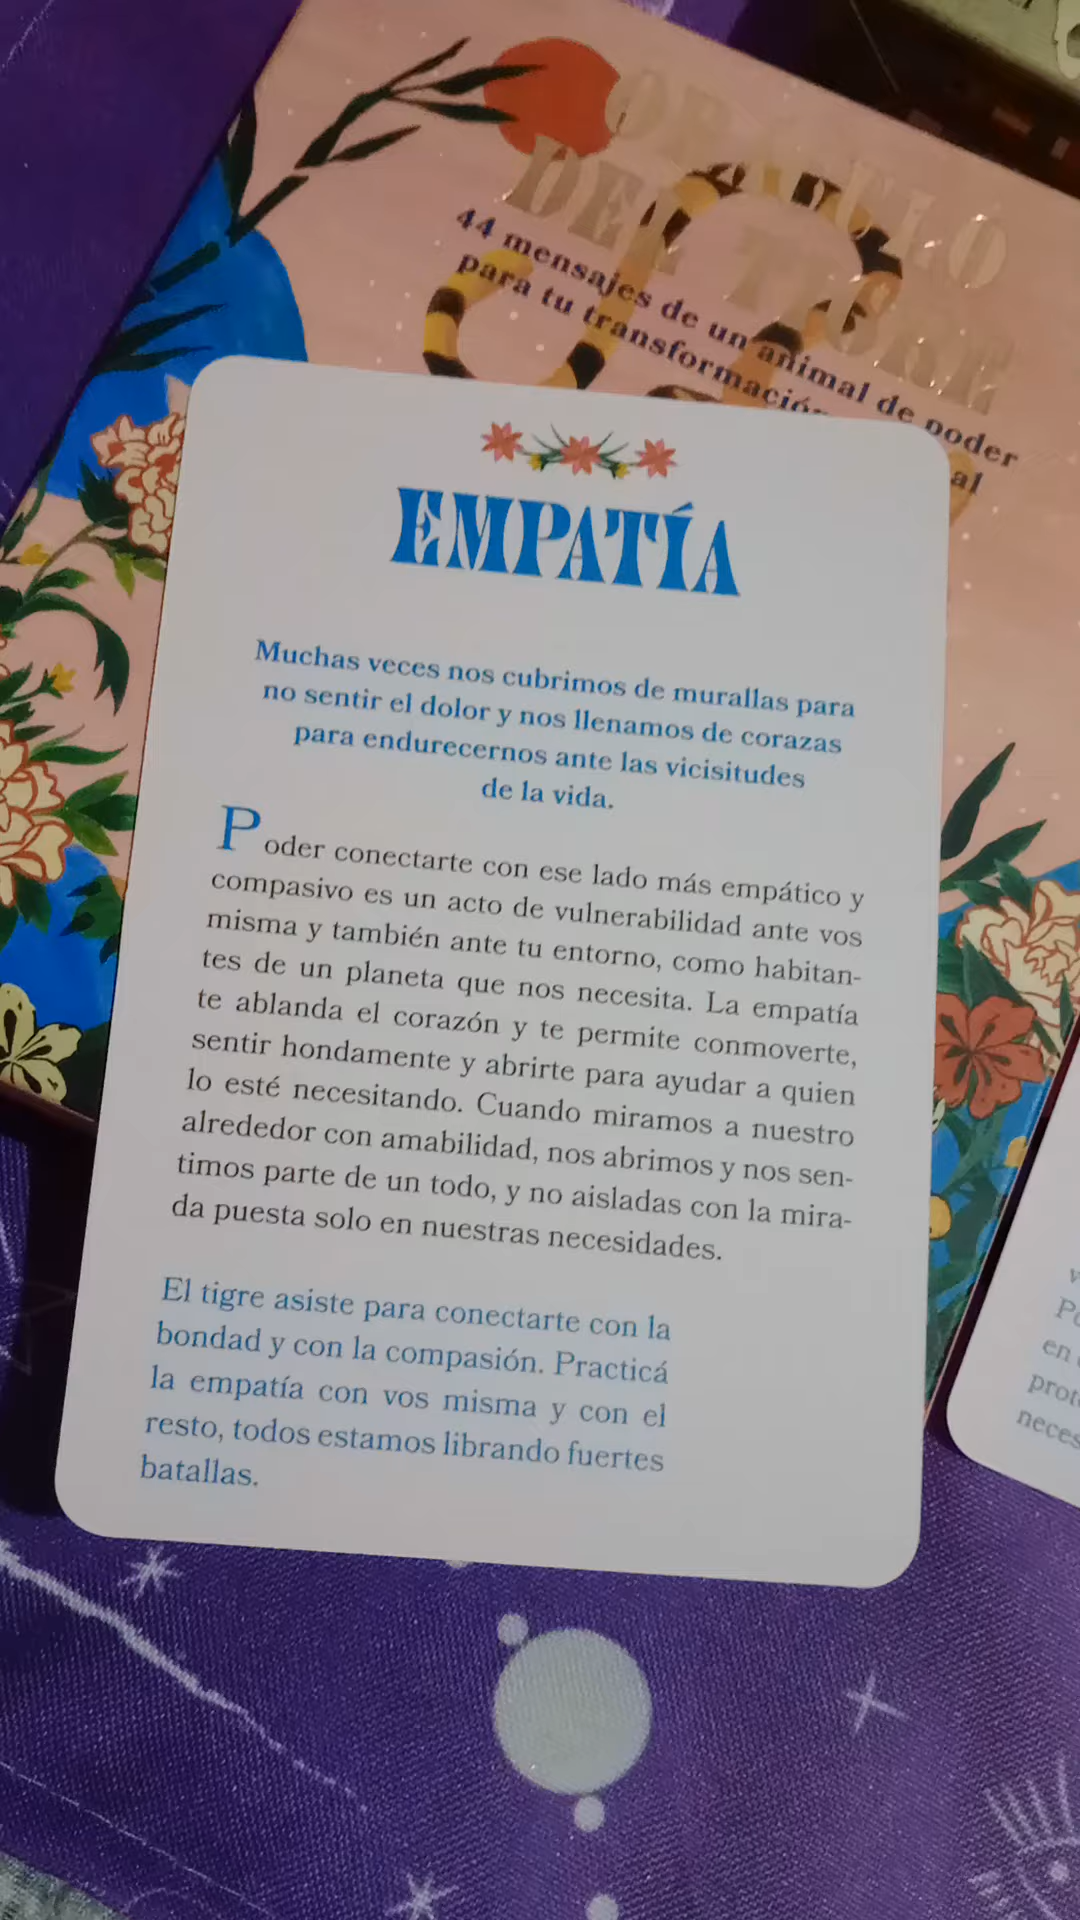 ORÁCULO
DEL TIGRE
44 mensajes de un animal de poder
para tu transformación
al
EMPATÍA
Muchas veces nos cubrimos de murallas para
no sentir el dolor y nos llenamos de corazas
para endurecernos ante las vicisitudes
de la vida.
Poder conectarte con ese lado más empático y
compasivo es un acto de vulnerabilidad ante vos
misma y también ante tu entorno, como habitan-
tes de un planeta que nos necesita. La empatía
te ablanda el corazón y te permite conmoverte,
sentir hondamente y abrirte para ayudar a quien
lo esté necesitando. Cuando miramos a nuestro
alrededor con amabilidad, nos abrimos y nos sen-
timos parte de un todo, y no aisladas con la mira-
da puesta solo en nuestras necesidades.
El tigre asiste para conectarte con la
bondad y con la compasión. Practicá
la empatía con vos misma y con el
resto, todos estamos librando fuertes
batallas.
en